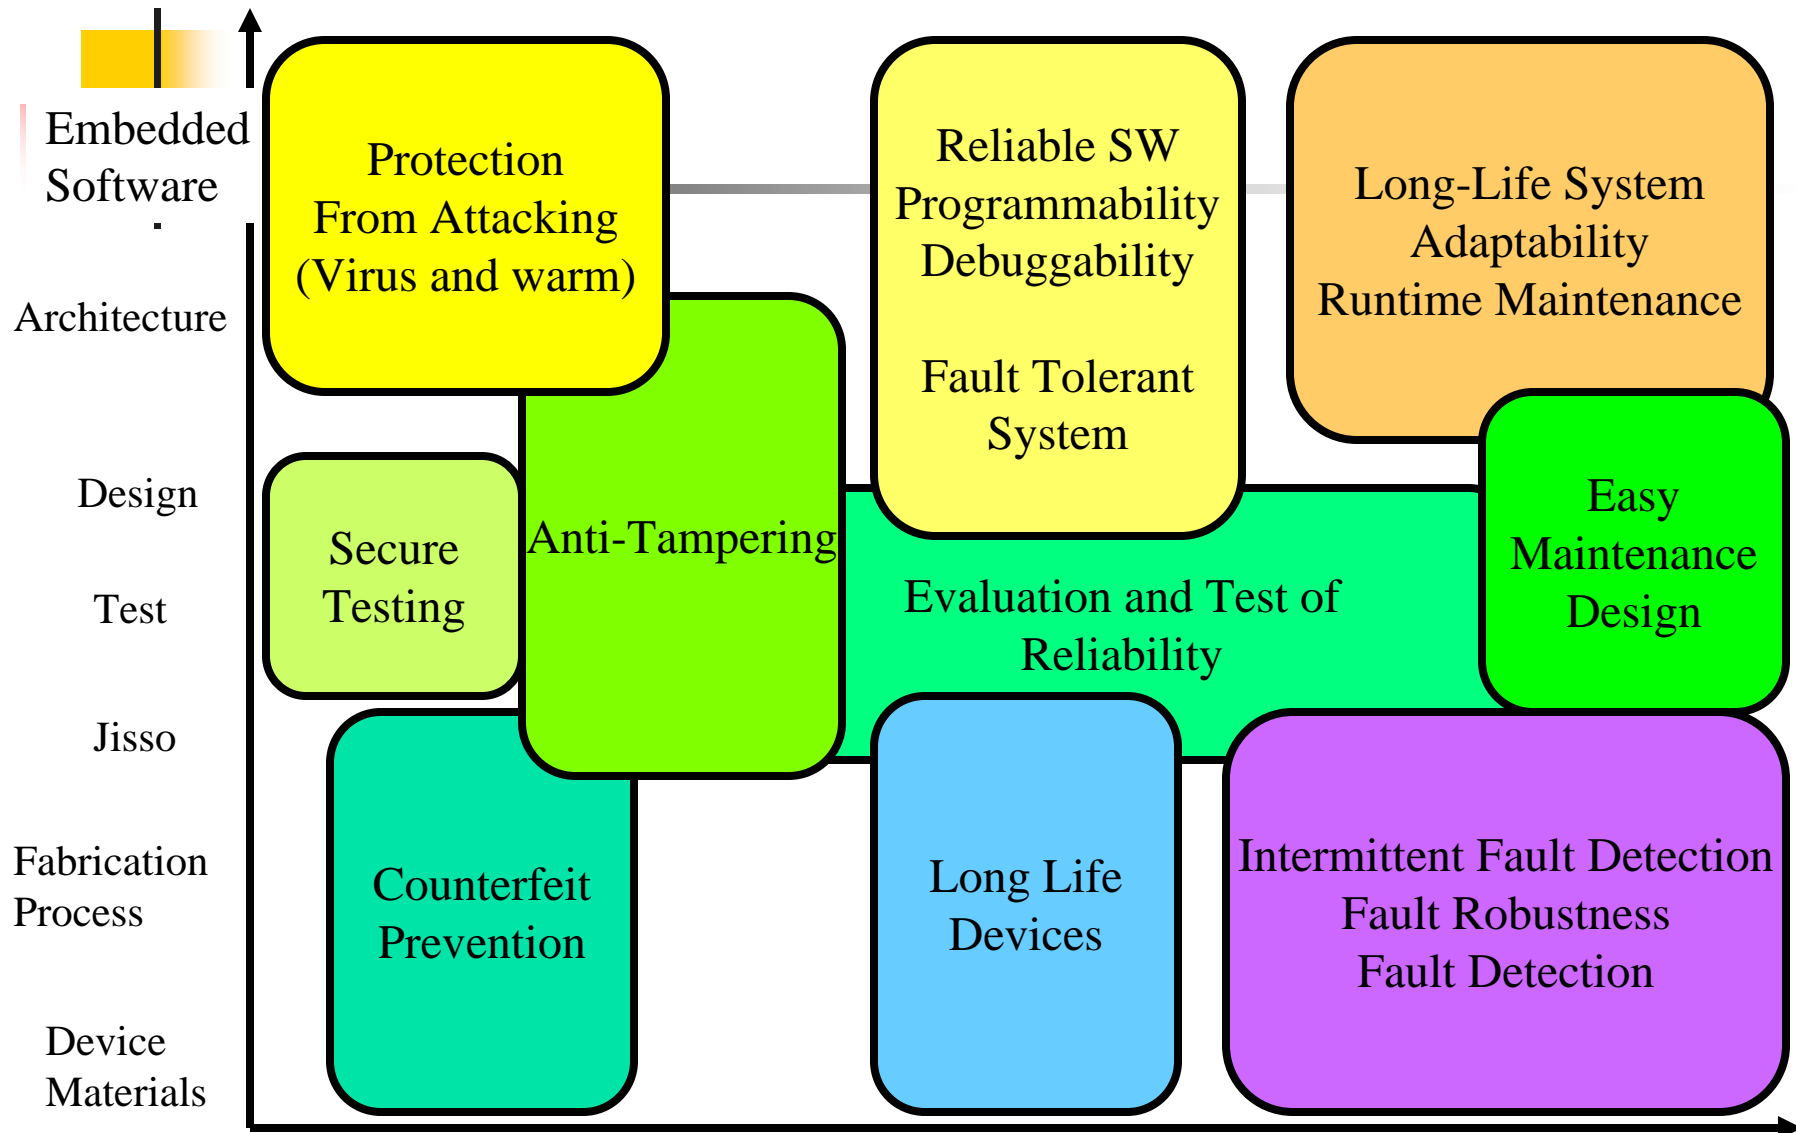 Embedded
Software
Architecture
Design
Test
Jisso
Fabrication
Process
Device
Materials
Protection
From Attacking
(Virus and warm)
Reliable SW
Programmability
Debuggability
Fault Tolerant
System
Long-Life System
Adaptability
Runtime Maintenance
Secure
Testing
Anti-Tampering
Evaluation and Test of
Reliability
Easy
Maintenance
Design
Counterfeit
Prevention
Long Life
Devices
Intermittent Fault Detection
Fault Robustness
Fault Detection